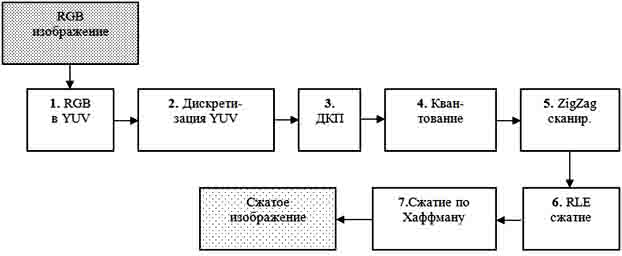 RGB
изображение
1. RGB
в YUV
2. Дискрети-
зация YUV
3.
ДКП
4. Кван-
тование
5. ZigZag
сканир.
6. RLE
сжатие
7.Сжатие по
Хаффману
Сжатое
изображение